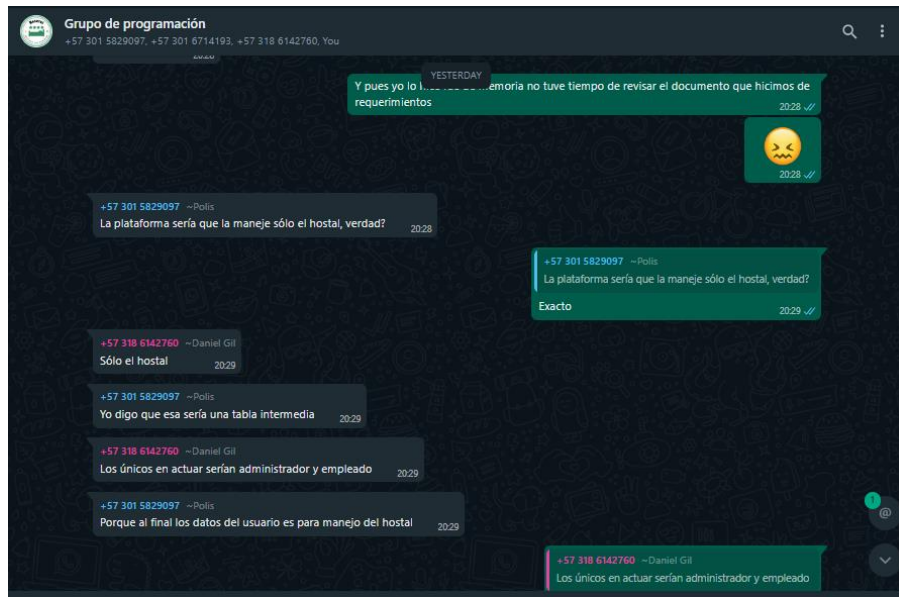 Grupo de programación
+57 301 5829097, +57 301 6714193, +57 318 6142760, You
20:28
YESTERDAY
Y pues yo lo memoria no tuve tiempo de revisar el documento que hicimos de
requerimientos
20:28
20:28
+57 301 5829097 ~Polis
La plataforma sería que la maneje sólo el hostal, verdad?
20:28
+57 301 5829097 ~Polis
La plataforma sería que la maneje sólo el hostal, verdad?
Exacto
20:29
+57 318 6142760 ~Daniel Gil
Sólo el hostal
20:29
+57 301 5829097 ~Polis
Yo digo que esa sería una tabla intermedia
20:29
+57 318 6142760 ~Daniel Gil
Los únicos en actuar serían administrador y empleado
20:29
+57 301 5829097 ~Polis
Porque al final los datos del usuario es para manejo del hostal
20:29
1
@
+57 318 6142760 ~Daniel Gil
Los únicos en actuar serían administrador y empleado